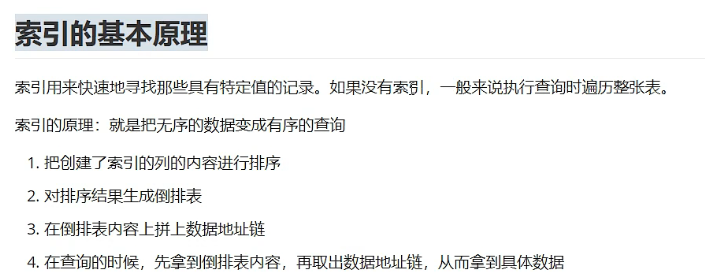 索引的基本原理
索引用来快速地寻找那些具有特定值的记录。如果没有索引，一般来说执行查询时遍历整张表。
索引的原理：就是把无序的数据变成有序的查询
1. 把创建了索引的列的内容进行排序
2. 对排序结果生成倒排表
3. 在倒排表内容上拼上数据地址链
4. 在查询的时候，先拿到倒排表内容，再取出数据地址链，从而拿到具体数据